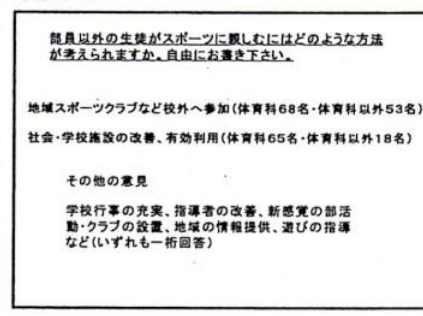 部員以外の生徒がスポーツに親しむにはどのような方法
が考えられますか。自由にお書き下さい。
地域スポーツクラブなど校外へ参加(体育科68名・体育科以外53名)
社会・学校施設の改善、有効利用(体育科65名・体育科以外18名)
その他の意見
学校行事の充実、指導者の改善、新感覚の部活
動・クラブの設置、地域の情報提供、遊びの指導
など(いずれも一桁回答)